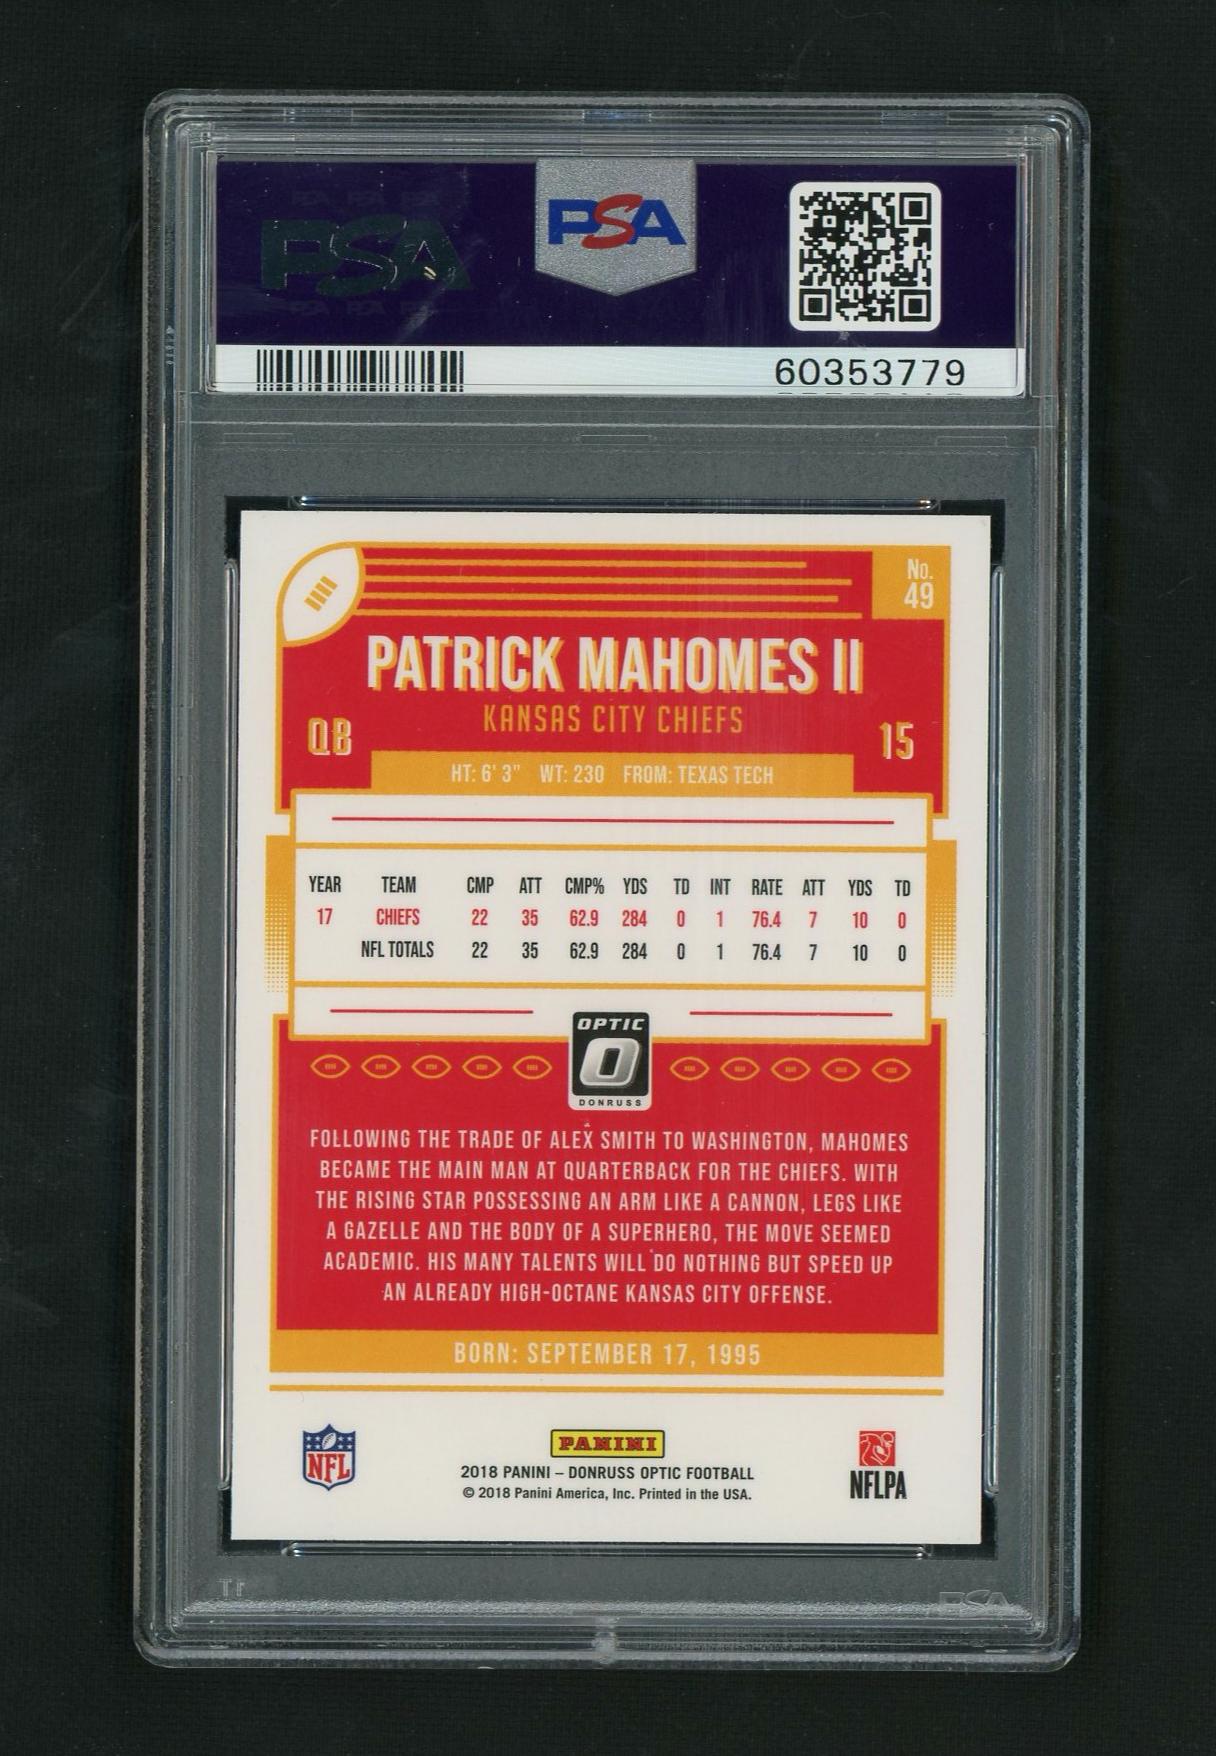 PSA PSA PSA
PSA
PSA PSA PSA
PSA
60353779
No.
49
PATRICK MAHOMES II
KANSAS CITY CHIEFS
QB
15
HT: 6' 3" WT: 230 FROM: TEXAS TECH
YEAR TEAM CMP ATT CMP% YDS TD INT RATE ATT YDS TD
17 CHIEFS 22 35 62.9 284 0 1 76.4 7 10 0
NFL TOTALS 22 35 62.9 284 0 1 76.4 7 10 0
OPTIC
O
DONRUSS
FOLLOWING THE TRADE OF ALEX SMITH TO WASHINGTON, MAHOMES
BECAME THE MAIN MAN AT QUARTERBACK FOR THE CHIEFS. WITH
THE RISING STAR POSSESSING AN ARM LIKE A CANNON, LEGS LIKE
A GAZELLE AND THE BODY OF A SUPERHERO, THE MOVE SEEMED
ACADEMIC. HIS MANY TALENTS WILL DO NOTHING BUT SPEED UP
AN ALREADY HIGH-OCTANE KANSAS CITY OFFENSE.
BORN: SEPTEMBER 17, 1995
NFL
PANINI
2018 PANINI – DONRUSS OPTIC FOOTBALL
© 2018 Panini America, Inc. Printed in the USA.
NFLPA
PSA